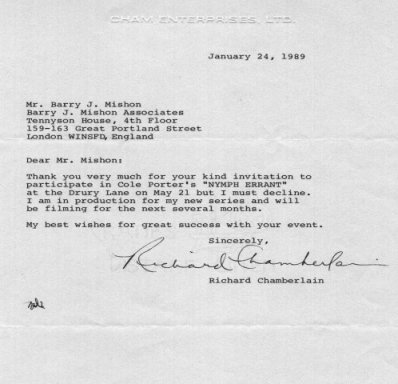 CHAM ENTERPRISES, LTD.
January 24, 1989
Mr. Barry J. Mishon
Barry J. Mishon Associates
Tennyson House, 4th Floor
159-163 Great Portland Street
London WINSFD, England
Dear Mr. Mishon:
Thank you very much for your kind invitation to
participate in Cole Porter's "NYMPH ERRANT"
at the Drury Lane on May 21 but I must decline.
I am in production for my new series and will
be filming for the next several months.
My best wishes for great success with your event.
Sincerely,
Richard Chamberlain
Richard Chamberlain